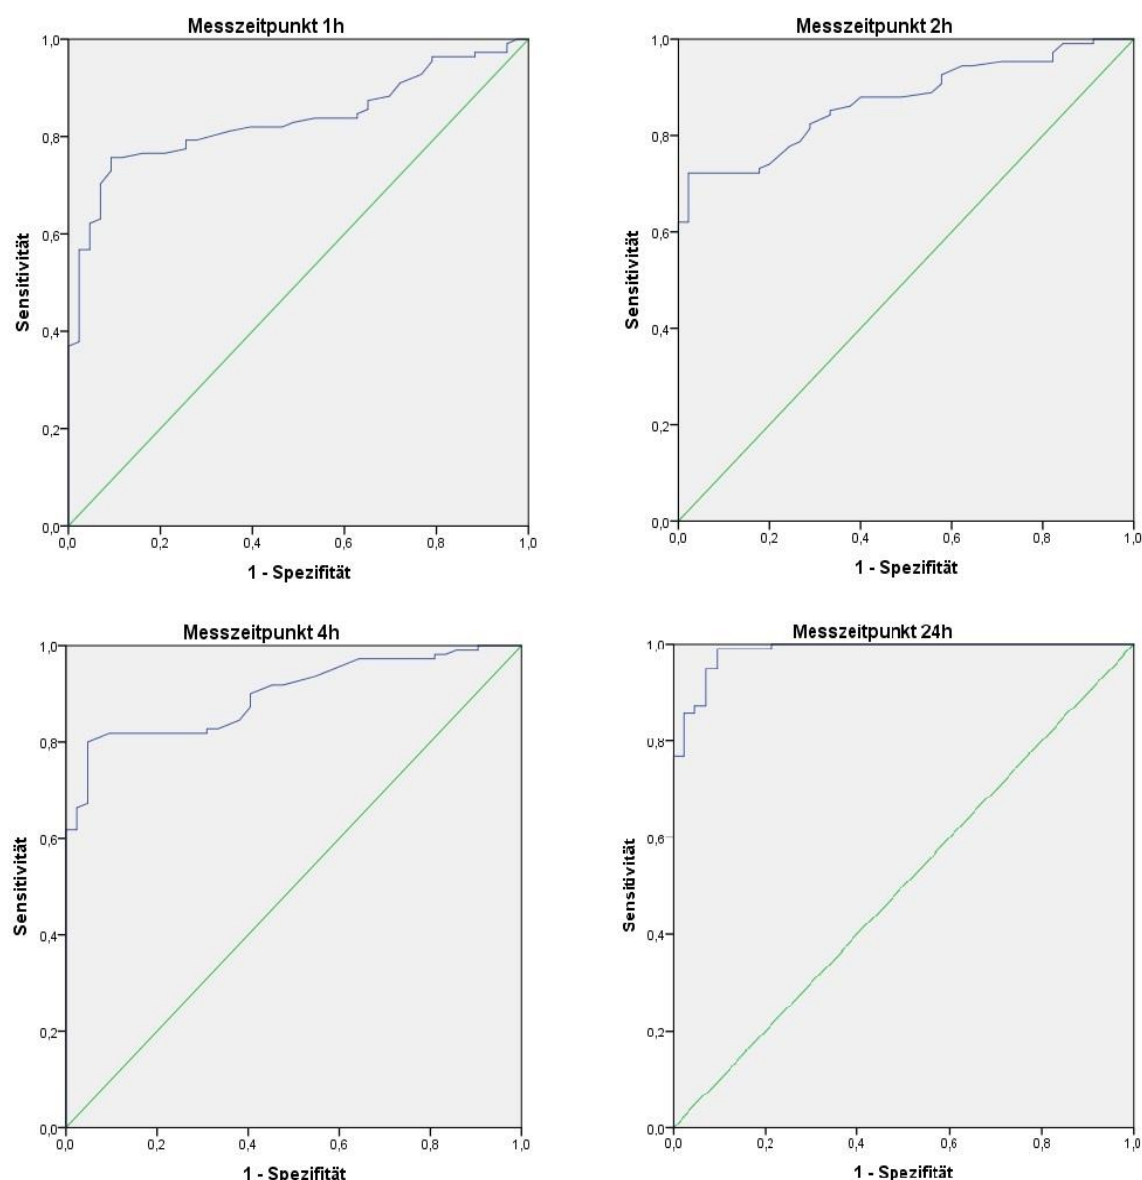 Messzeitpunkt 1h
1,0
0,8
0,6
0,4
0,2
0,0
Sensitivität
0,0 0,2 0,4 0,6 0,8 1,0
1 - Spezifität
Messzeitpunkt 2h
1,0
0,8
0,6
0,4
0,2
0,0
Sensitivität
0,0 0,2 0,4 0,6 0,8 1,0
1 - Spezifität
Messzeitpunkt 4h
1,0
0,8
0,6
0,4
0,2
0,0
Sensitivität
0,0 0,2 0,4 0,6 0,8 1,0
1 - Spezifität
Messzeitpunkt 24h
1,0
0,8
0,6
0,4
0,2
0,0
Sensitivität
0,0 0,2 0,4 0,6 0,8 1,0
1 - Spezifität